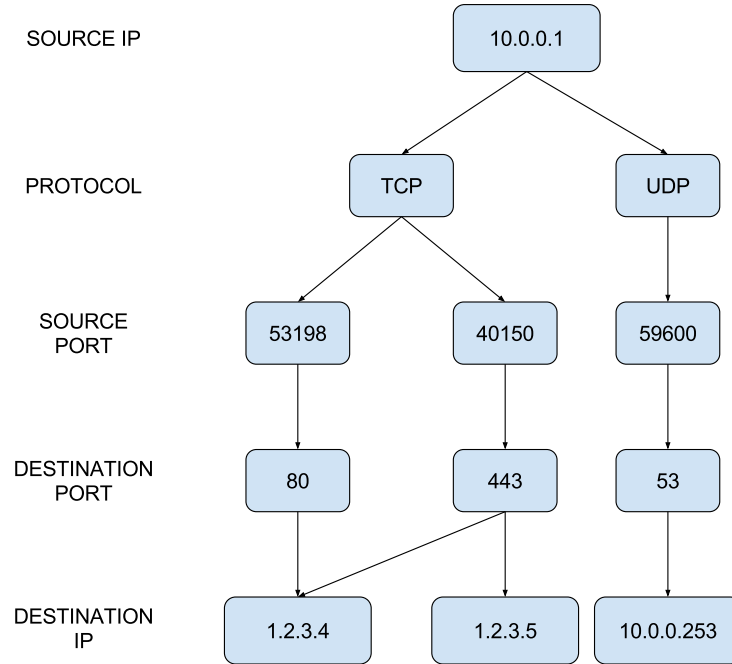 SOURCE IP
10.0.0.1
PROTOCOL
TCP
UDP
SOURCE
PORT
53198
40150
59600
DESTINATION
PORT
80
443
53
DESTINATION
IP
1.2.3.4
1.2.3.5
10.0.0.253